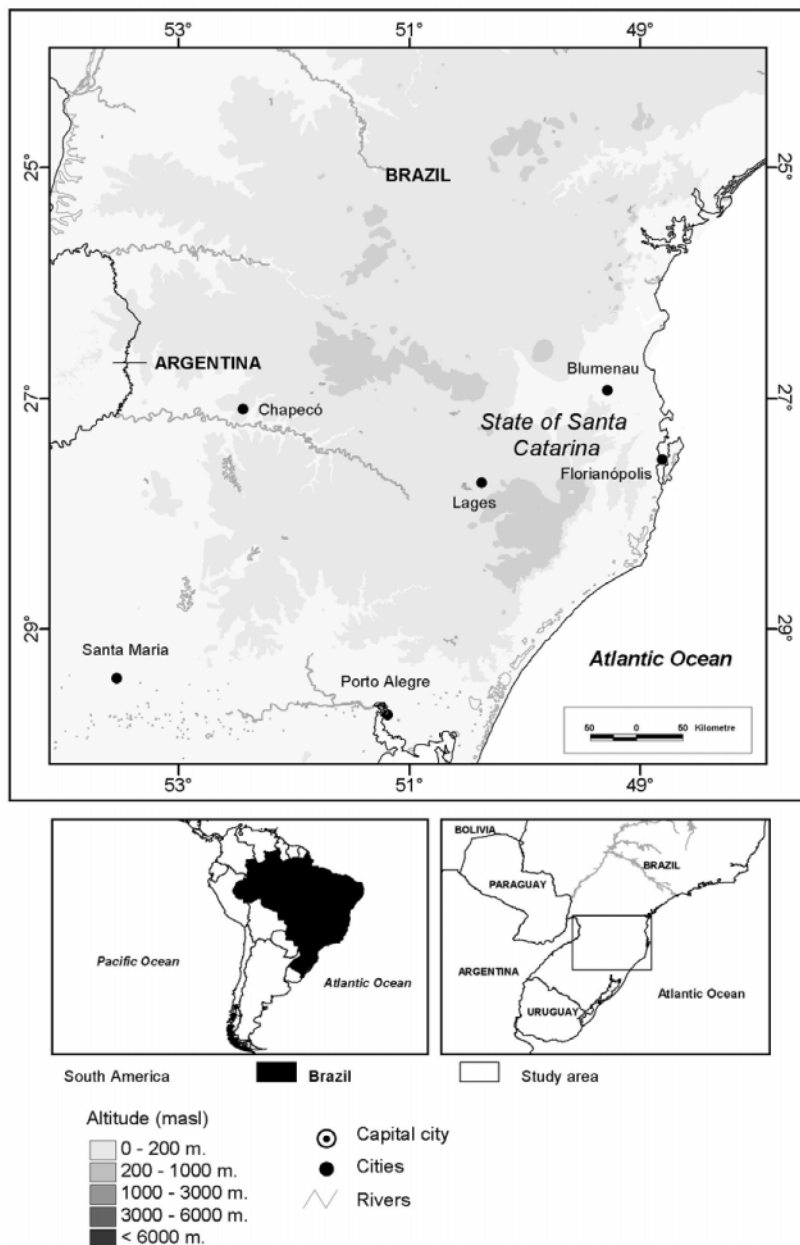 53°
51°
49°
25°
BRAZIL
25°
ARGENTINA
Blumenau
27°
Chapecó
State of Santa
Catarina
27°
Florianópolis
Lages
29°
29°
Santa Maria
Atlantic Ocean
Porto Alegre
50 0 50 Kilometre
53°
51°
49°
Pacific Ocean
Atlantic Ocean
BOLIVIA
BRAZIL
PARAGUAY
ARGENTINA
Atlantic Ocean
URUGUAY
South America
Brazil
Study area
Altitude (masl)
0 - 200 m.
200 - 1000 m.
1000 - 3000 m.
3000 - 6000 m.
< 6000 m.
Capital city
Cities
Rivers